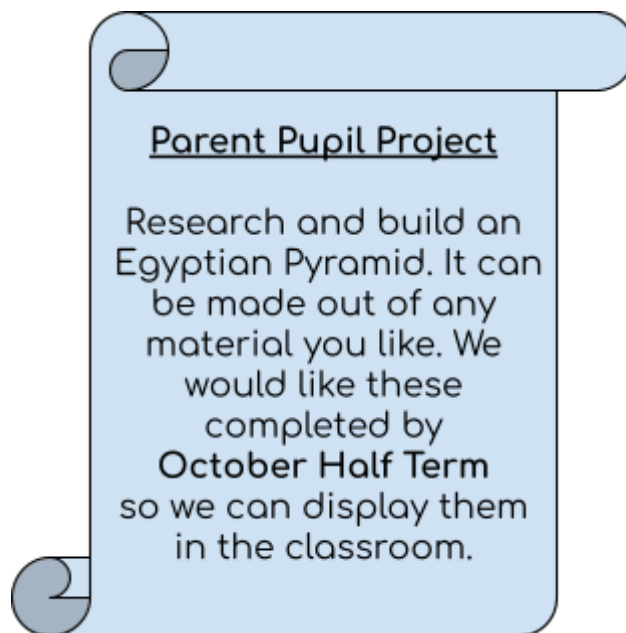 Parent Pupil Project
Research and build an
Egyptian Pyramid. It can
be made out of any
material you like. We
would like these
completed by
October Half Term
so we can display them
in the classroom.